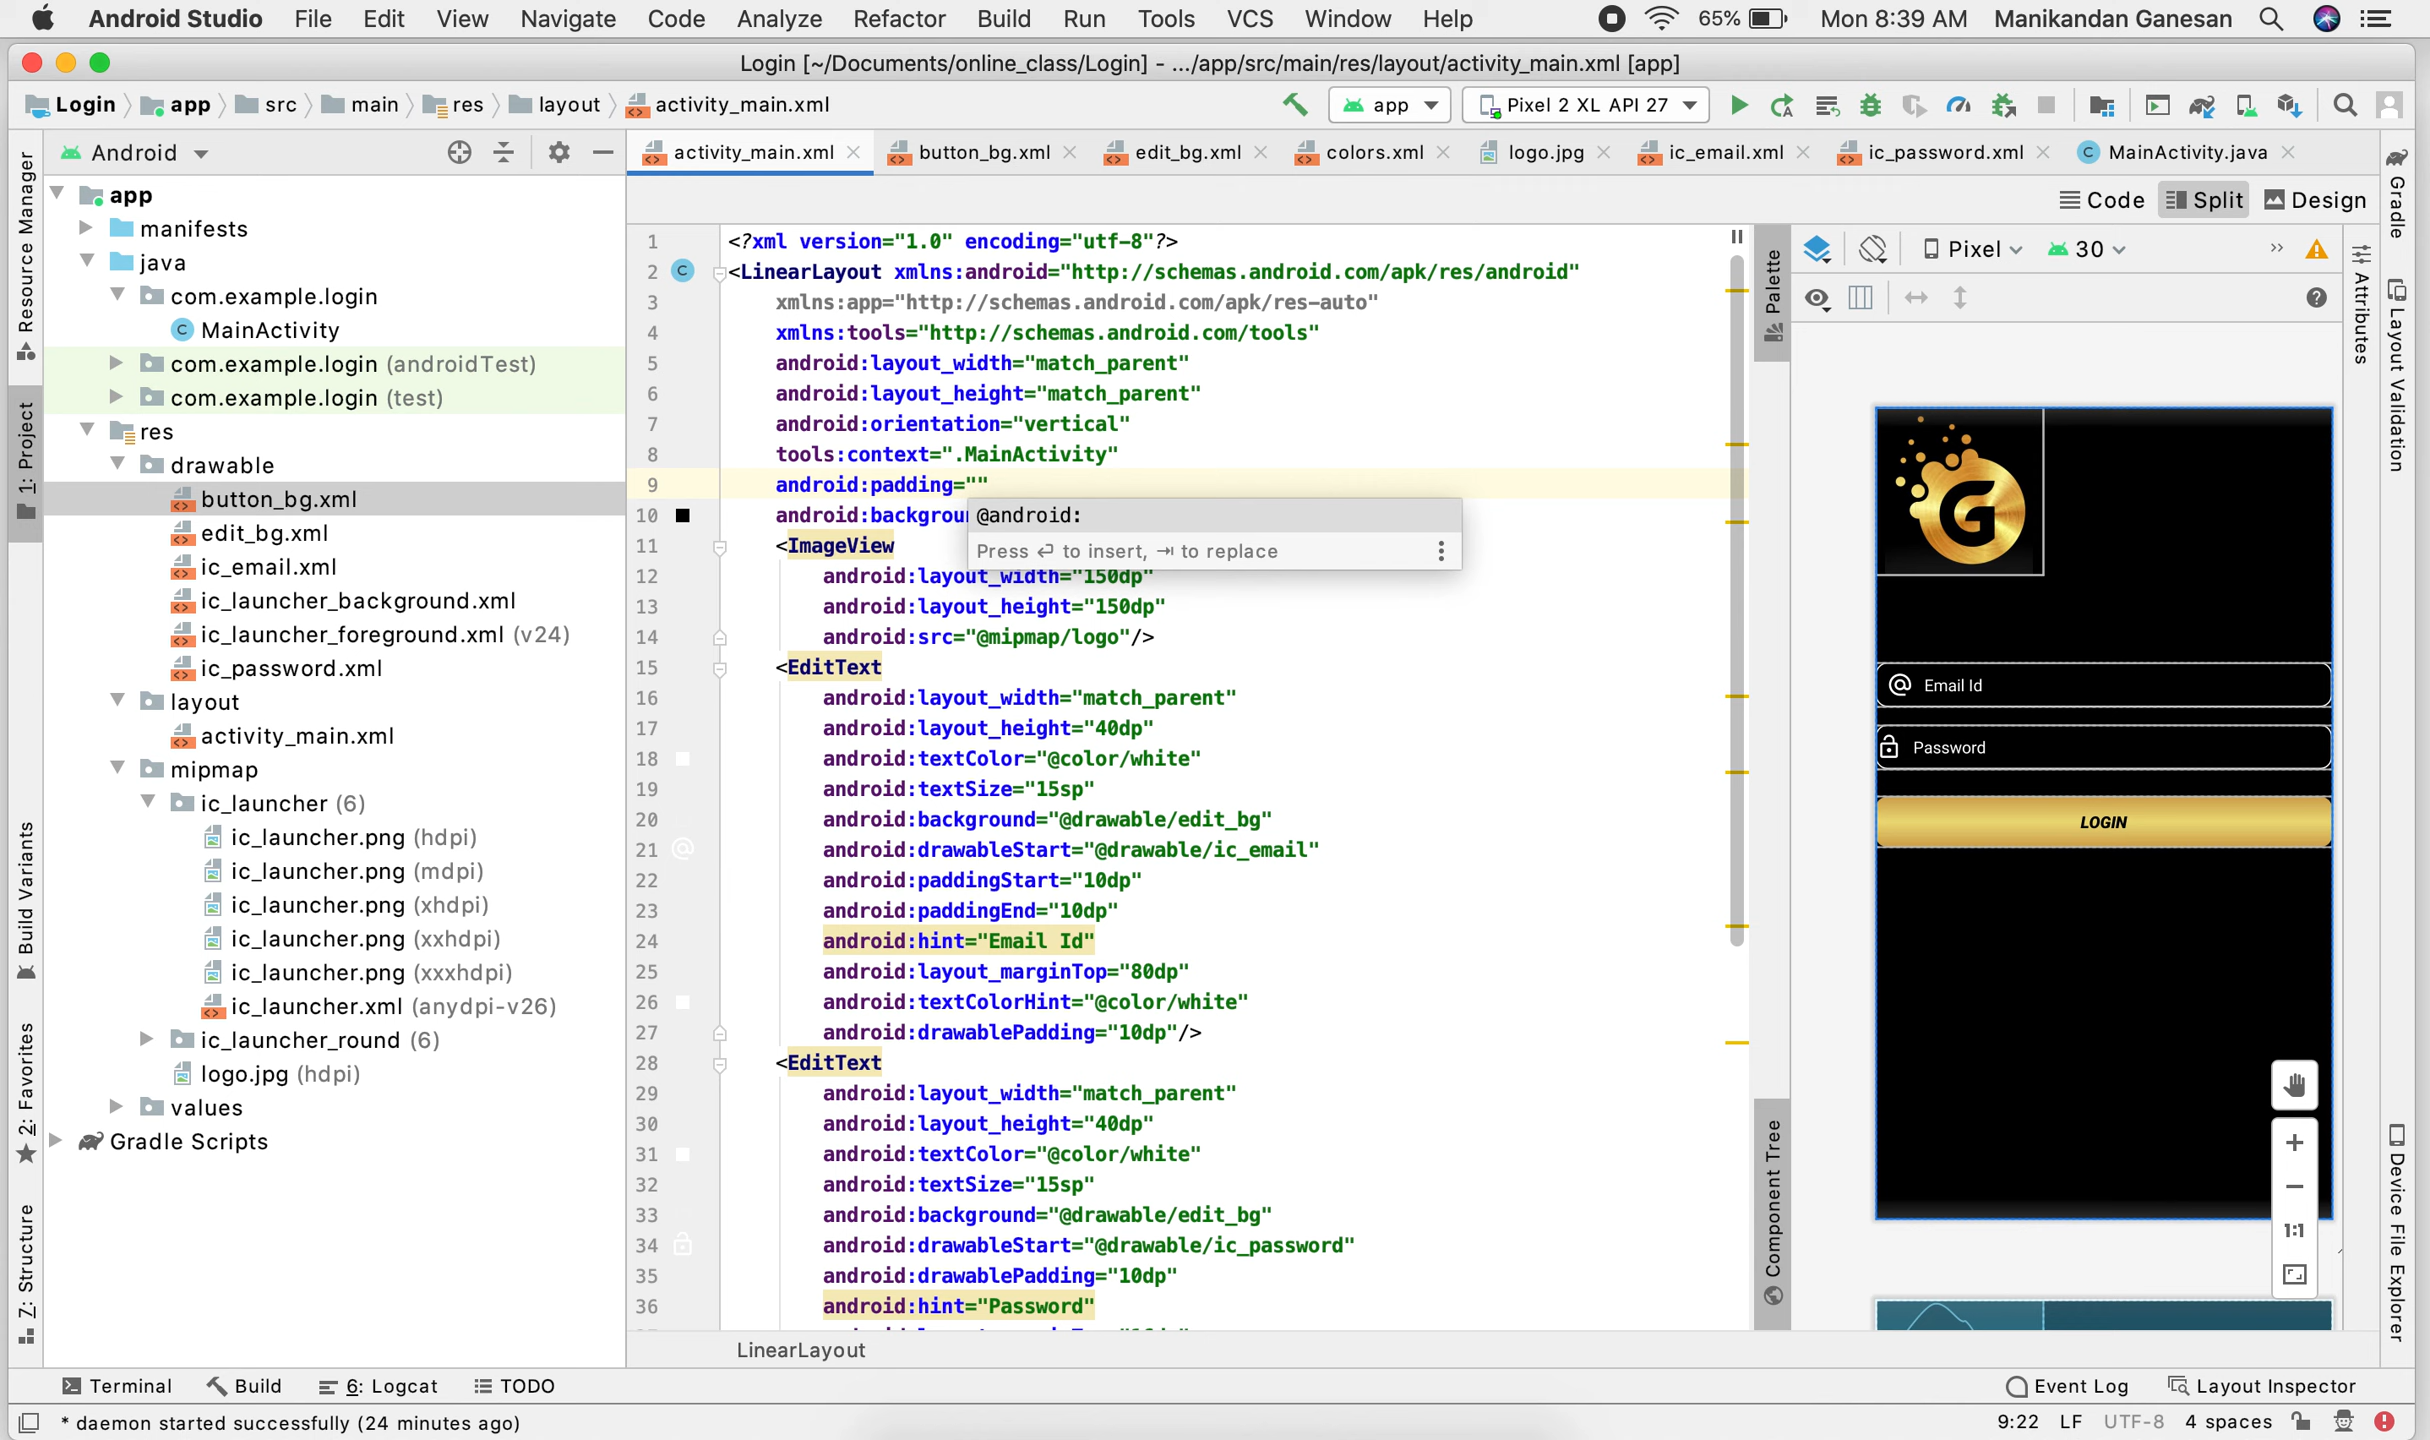 Android Studio File Edit View Navigate Code Analyze Refactor Build Run Tools VCS Window Help 65% Mon 8:39 AM Manikandan Ganesan
Login [~/Documents/online_class/Login] - .../app/src/main/res/layout/activity_main.xml [app]
Login app src main res layout activity_main.xml app Pixel 2 XL API 27
Android
activity_main.xml button_bg.xml edit_bg.xml colors.xml logo.jpg ic_email.xml ic_password.xml MainActivity.java
Code Split Design
Resource Manager
1: Project
Build Variants
2: Favorites
7: Structure
app
manifests
java
com.example.login
MainActivity
com.example.login (androidTest)
com.example.login (test)
res
drawable
button_bg.xml
edit_bg.xml
ic_email.xml
ic_launcher_background.xml
ic_launcher_foreground.xml (v24)
ic_password.xml
layout
activity_main.xml
mipmap
ic_launcher (6)
ic_launcher.png (hdpi)
ic_launcher.png (mdpi)
ic_launcher.png (xhdpi)
ic_launcher.png (xxhdpi)
ic_launcher.png (xxxhdpi)
ic_launcher.xml (anydpi-v26)
ic_launcher_round (6)
logo.jpg (hdpi)
values
Gradle Scripts
1 <?xml version="1.0" encoding="utf-8"?>
2 C <LinearLayout xmlns:android="http://schemas.android.com/apk/res/android"
3 xmlns:app="http://schemas.android.com/apk/res-auto"
4 xmlns:tools="http://schemas.android.com/tools"
5 android:layout_width="match_parent"
6 android:layout_height="match_parent"
7 android:orientation="vertical"
8 tools:context=".MainActivity"
9 android:padding=""
10 android:backgroun
@android:
Press ↩ to insert, ⇥ to replace
11 <ImageView
12 android:layout_width="150dp"
13 android:layout_height="150dp"
14 android:src="@mipmap/logo"/>
15 <EditText
16 android:layout_width="match_parent"
17 android:layout_height="40dp"
18 android:textColor="@color/white"
19 android:textSize="15sp"
20 android:background="@drawable/edit_bg"
21 android:drawableStart="@drawable/ic_email"
22 android:paddingStart="10dp"
23 android:paddingEnd="10dp"
24 android:hint="Email Id"
25 android:layout_marginTop="80dp"
26 android:textColorHint="@color/white"
27 android:drawablePadding="10dp"/>
28 <EditText
29 android:layout_width="match_parent"
30 android:layout_height="40dp"
31 android:textColor="@color/white"
32 android:textSize="15sp"
33 android:background="@drawable/edit_bg"
34 android:drawableStart="@drawable/ic_password"
35 android:drawablePadding="10dp"
36 android:hint="Password"
LinearLayout
Palette
Component Tree
Pixel 30
G
Email Id
Password
LOGIN
1:1
Attributes
Gradle
Layout Validation
Device File Explorer
Terminal Build 6: Logcat TODO Event Log Layout Inspector
* daemon started successfully (24 minutes ago) 9:22 LF UTF-8 4 spaces